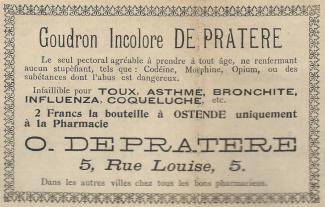 Goudron Incolore DE PRATERE
Le seul pectoral agréable à prendre à tout âge, ne renfermant
aucun stupéfiant, tels que : Codéine, Morphine, Opium, ou des
substances dont l'abus est dangereux.
Infaillible pour TOUX, ASTHME, BRONCHITE,
INFLUENZA, COQUELUCHE, etc.
2 Francs la bouteille à OSTENDE uniquement
à la Pharmacie
O. DE PRATERE
5, Rue Louise, 5.
Dans les autres villes chez tous les bons pharmaciens.